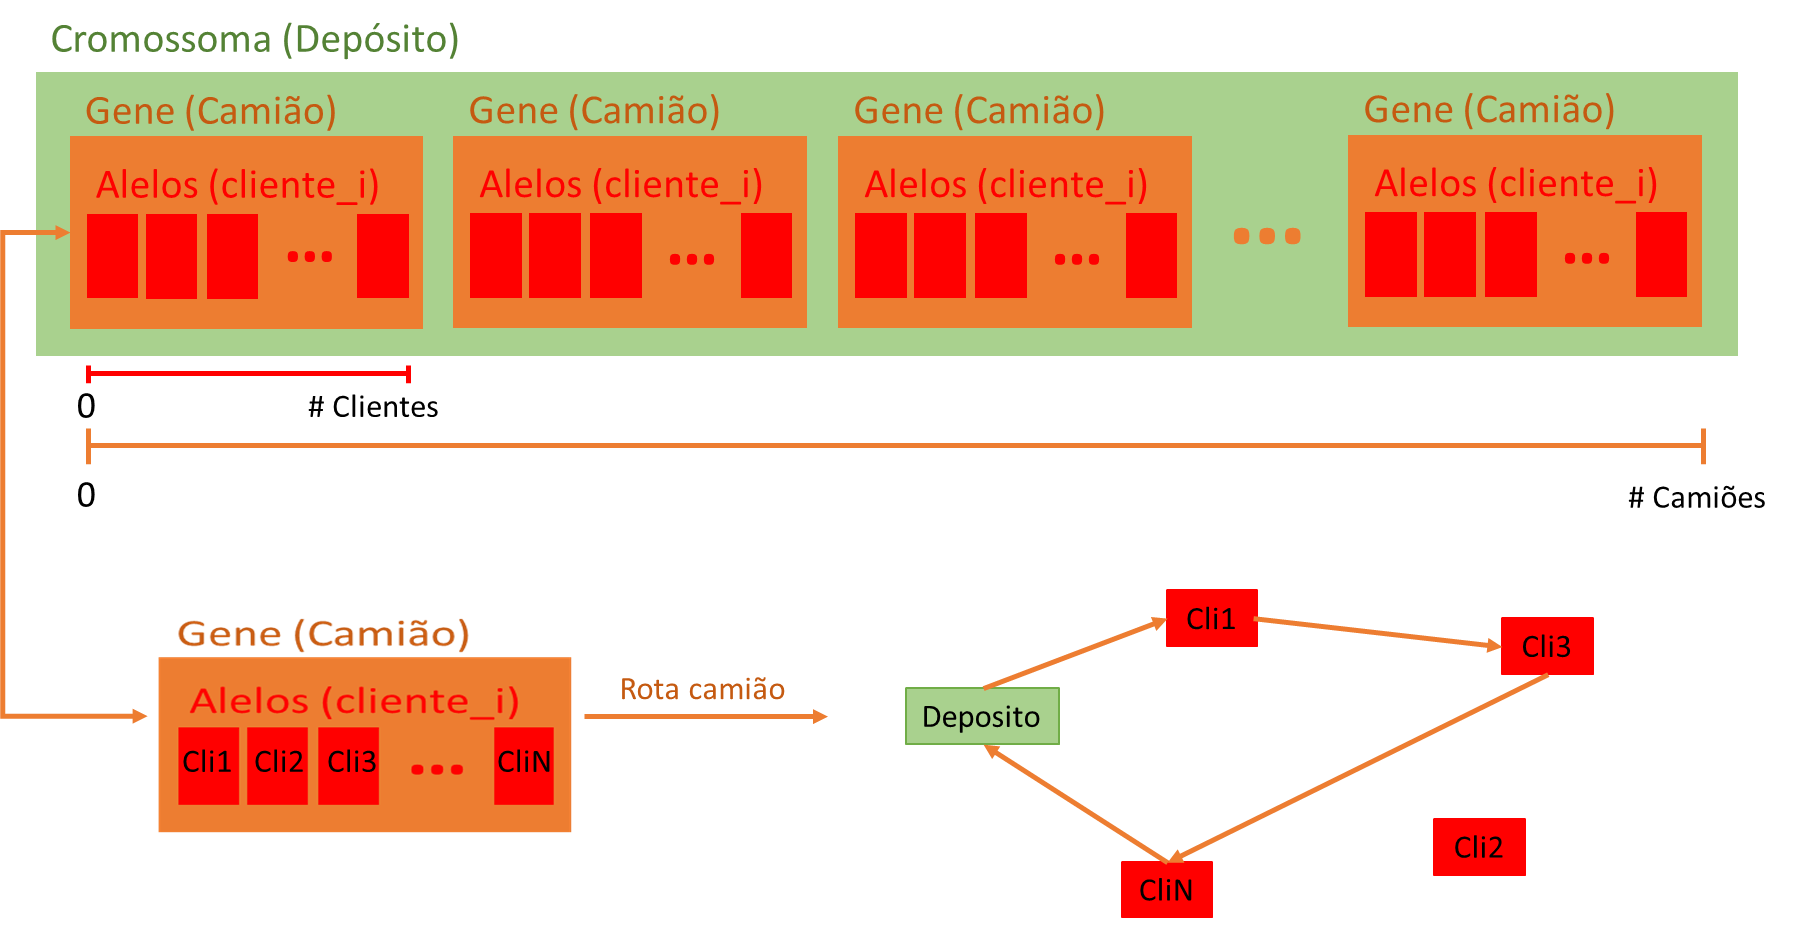 Cromossoma (Depósito)
Gene (Camião)
Gene (Camião)
Gene (Camião)
Gene (Camião)
Alelos (cliente_i)
Alelos (cliente_i)
Alelos (cliente_i)
Alelos (cliente_i)
...
...
...
...
...
0
# Clientes
0
# Camiões
Gene (Camião)
Alelos (cliente_i)
Cli1
Cli2
Cli3
...
CliN
Rota camião
Deposito
Cli1
Cli3
Cli2
CliN